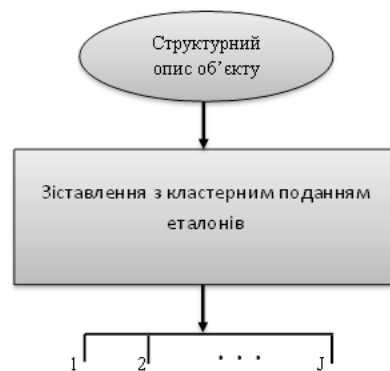 Структурний
опис об’єкту
Зіставлення з кластерним поданням
еталонів
1 2 . . . J